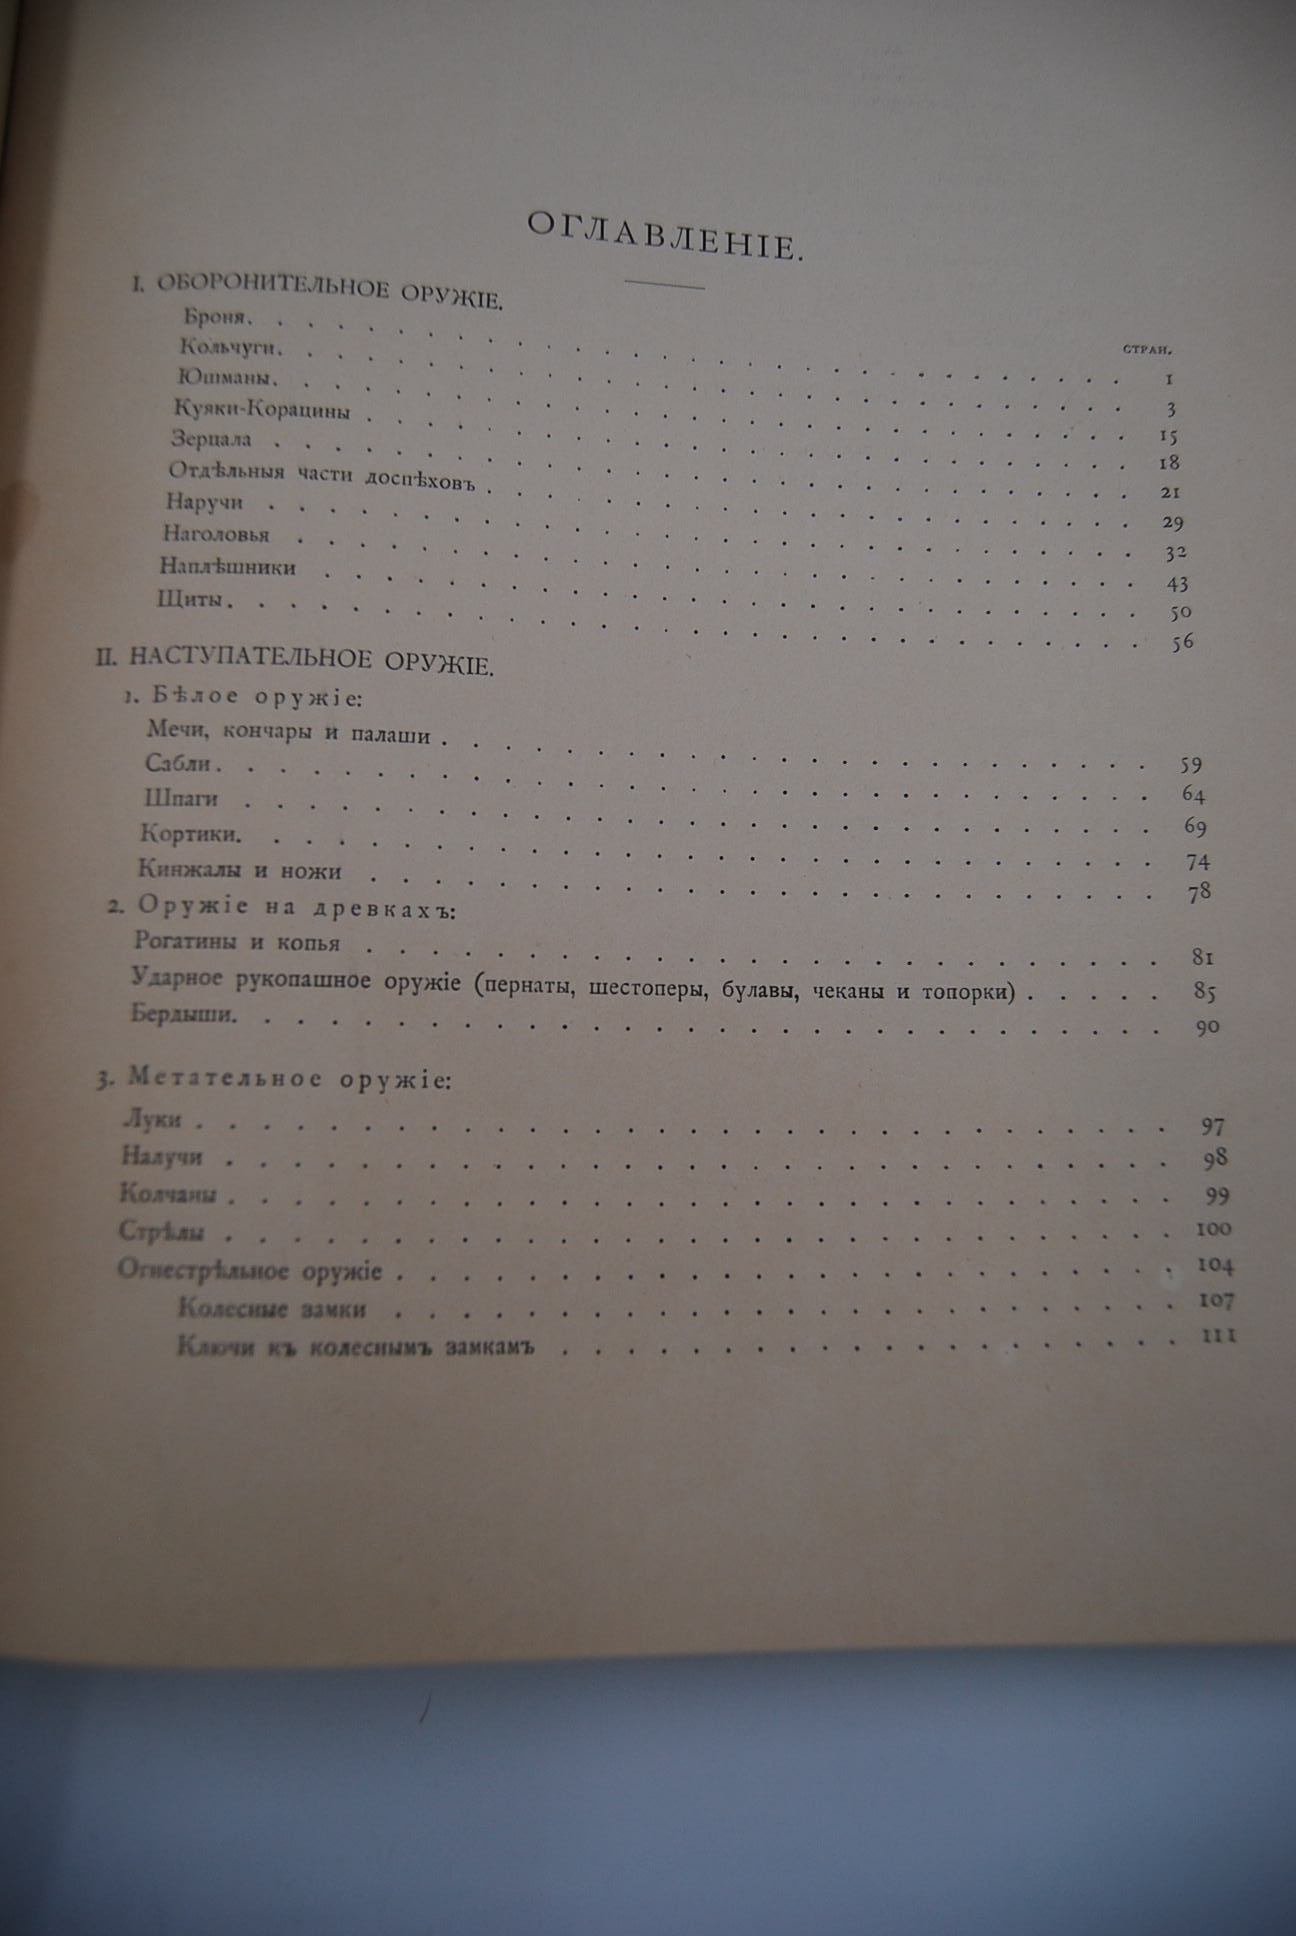 ОГЛАВЛЕНІЕ.
I. ОБОРОНИТЕЛЬНОЕ ОРУЖІЕ.
СТРАН.
Броня. . . . 1
Кольчуги. . . . 3
Юшманы. . . . 15
Куяки-Корацины . . . . 18
Зерцала . . . . 21
Отдѣльныя части доспѣховъ . . . . 29
Наручи . . . . 32
Наголовья . . . . 43
Наплѣшники . . . . 50
Щиты. . . . 56
II. НАСТУПАТЕЛЬНОЕ ОРУЖІЕ.
1. Бѣлое оружіе:
Мечи, кончары и палаши . . . . 59
Сабли. . . . 64
Шпаги . . . . 69
Кортики. . . . 74
Кинжалы и ножи . . . . 78
2. Оружіе на древкахъ:
Рогатины и копья . . . . 81
Ударное рукопашное оружіе (пернаты, шестоперы, булавы, чеканы и топорки) . . . . 85
Бердыши. . . . 90
3. Метательное оружіе:
Луки . . . . 97
Налучи . . . . 98
Колчаны . . . . 99
Стрѣлы . . . . 100
Огнестрѣльное оружіе . . . . 104
Колесные замки . . . . 107
Ключи къ колеснымъ замкамъ . . . . 111